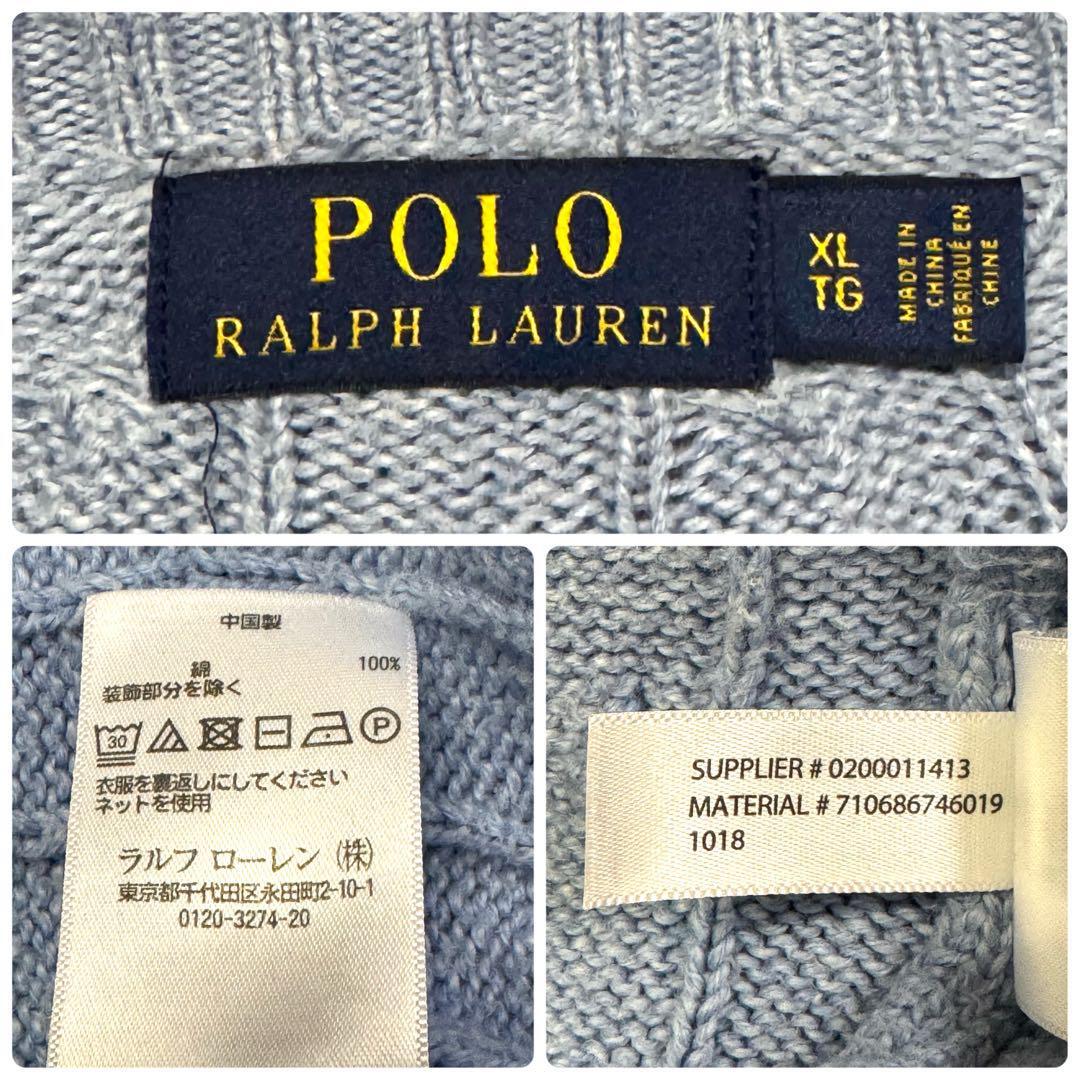 POLO
RALPH LAUREN
XL
TG
MADE IN
CHINA
FABRIQUÉ EN
CHINE
中国製
綿 100%
装飾部分を除く
30 P
衣服を裏返しにしてください
ネットを使用
ラルフ ローレン (株)
東京都千代田区永田町2-10-1
0120-3274-20
SUPPLIER # 0200011413
MATERIAL # 710686746019
1018